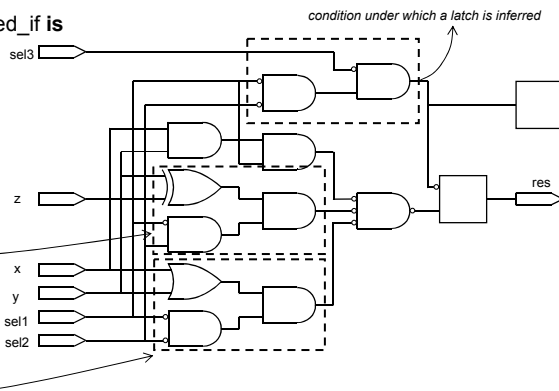 condition under which a latch is inferred
ed_if is
sel3
z
res
x
y
sel1
sel2